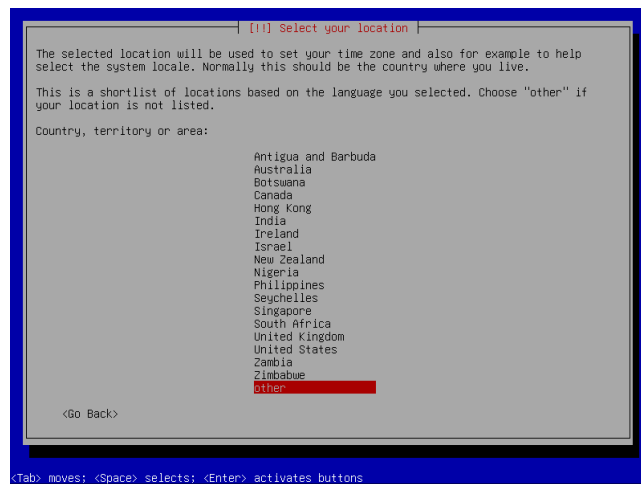 [!!] Select your location
The selected location will be used to set your time zone and also for example to help
select the system locale. Normally this should be the country where you live.
This is a shortlist of locations based on the language you selected. Choose "other" if
your location is not listed.
Country, territory or area:
Antigua and Barbuda
Australia
Botswana
Canada
Hong Kong
India
Ireland
Israel
New Zealand
Nigeria
Philippines
Seychelles
Singapore
South Africa
United Kingdom
United States
Zambia
Zimbabwe
other
<Go Back>
<Tab> moves; <Space> selects; <Enter> activates buttons